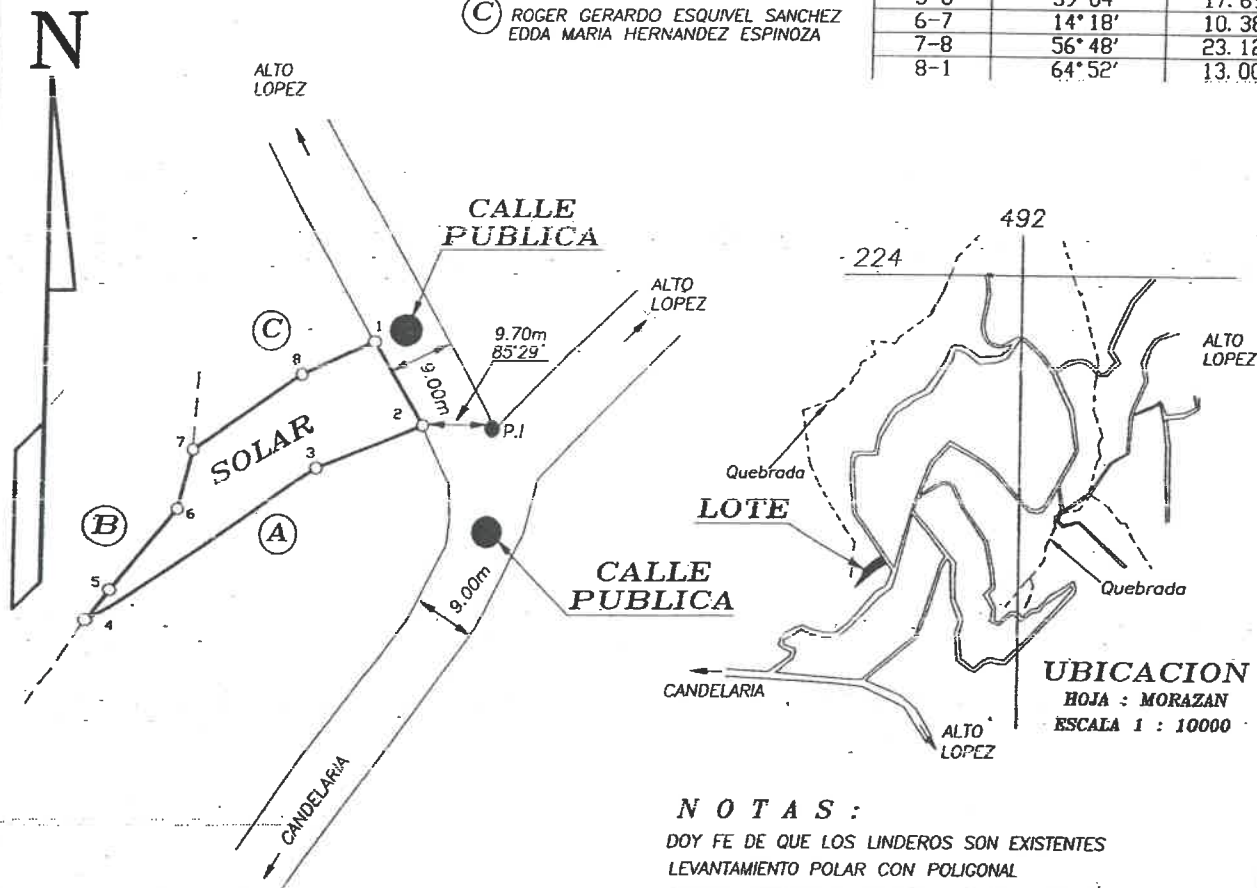 N
C ROGER GERARDO ESQUIVEL SANCHEZ
EDDA MARIA HERNANDEZ ESPINOZA
6-7 14°18' 10.38
7-8 56°48' 23.12
8-1 64°52' 13.00
ALTO
LOPEZ
CALLE
PUBLICA
ALTO
LOPEZ
C
1
8
9.70m
85°29'
9.00m
2
P.I
7
SOLAR
3
6
A
B
5
4
CALLE
PUBLICA
9.00m
CANDELARIA
492
224
ALTO
LOPEZ
Quebrada
LOTE
Quebrada
CANDELARIA
ALTO
LOPEZ
UBICACION
HOJA : MORAZAN
ESCALA 1 : 10000
NOTAS :
DOY FE DE QUE LOS LINDEROS SON EXISTENTES
LEVANTAMIENTO POLAR CON POLIGONAL